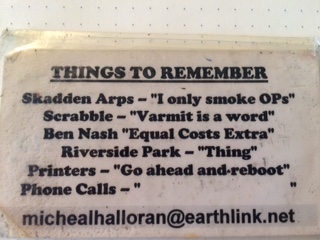 THINGS TO REMEMBER
Skadden Arps – "I only smoke OPs"
Scrabble – "Varmit is a word"
Ben Nash "Equal Costs Extra"
Riverside Park – "Thing"
Printers – "Go ahead and-reboot"
Phone Calls – " "
michealhalloran@earthlink.net